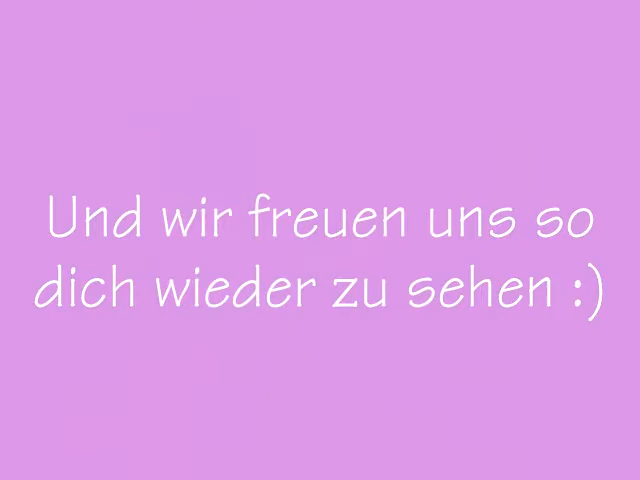 Und wir freuen uns so
dich wieder zu sehen :)